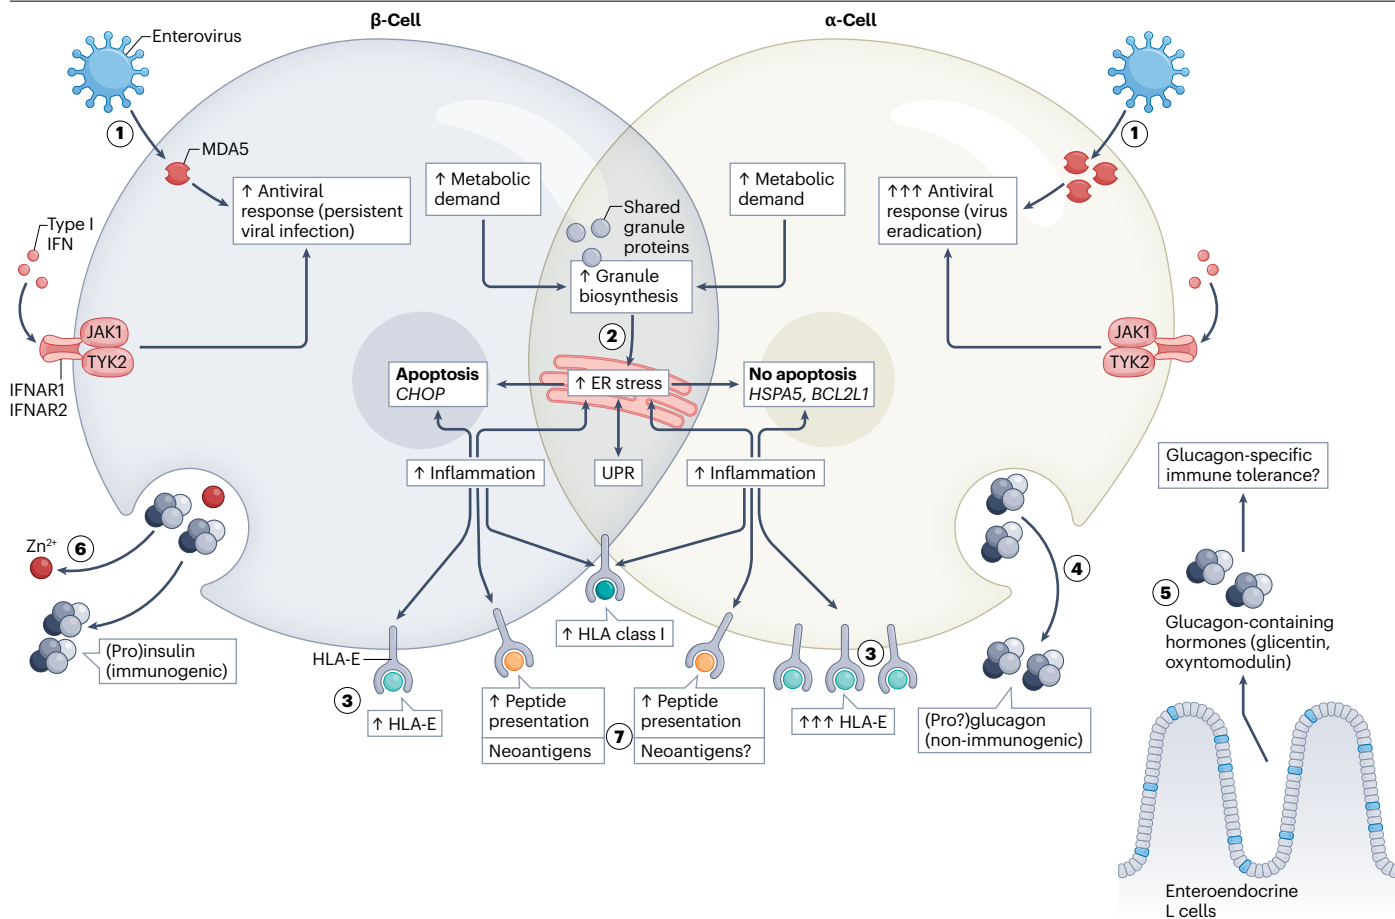 β-Cell
α-Cell
Enterovirus
1
1
MDA5
↑ Antiviral
response (persistent
viral infection)
↑ Metabolic
demand
Shared
granule
proteins
↑ Metabolic
demand
↑↑↑ Antiviral
response (virus
eradication)
Type I
IFN
↑ Granule
biosynthesis
JAK1
TYK2
IFNAR1
IFNAR2
2
JAK1
TYK2
Apoptosis
CHOP
↑ ER stress
No apoptosis
HSPA5, BCL2L1
↑ Inflammation
UPR
↑ Inflammation
Glucagon-specific
immune tolerance?
Zn2+
6
4
5
Glucagon-containing
hormones (glicentin,
oxyntomodulin)
(Pro)insulin
(immunogenic)
↑ HLA class I
HLA-E
3
↑ HLA-E
↑ Peptide
presentation
Neoantigens
7
↑ Peptide
presentation
Neoantigens?
3
↑↑↑ HLA-E
(Pro?)glucagon
(non-immunogenic)
Enteroendocrine
L cells